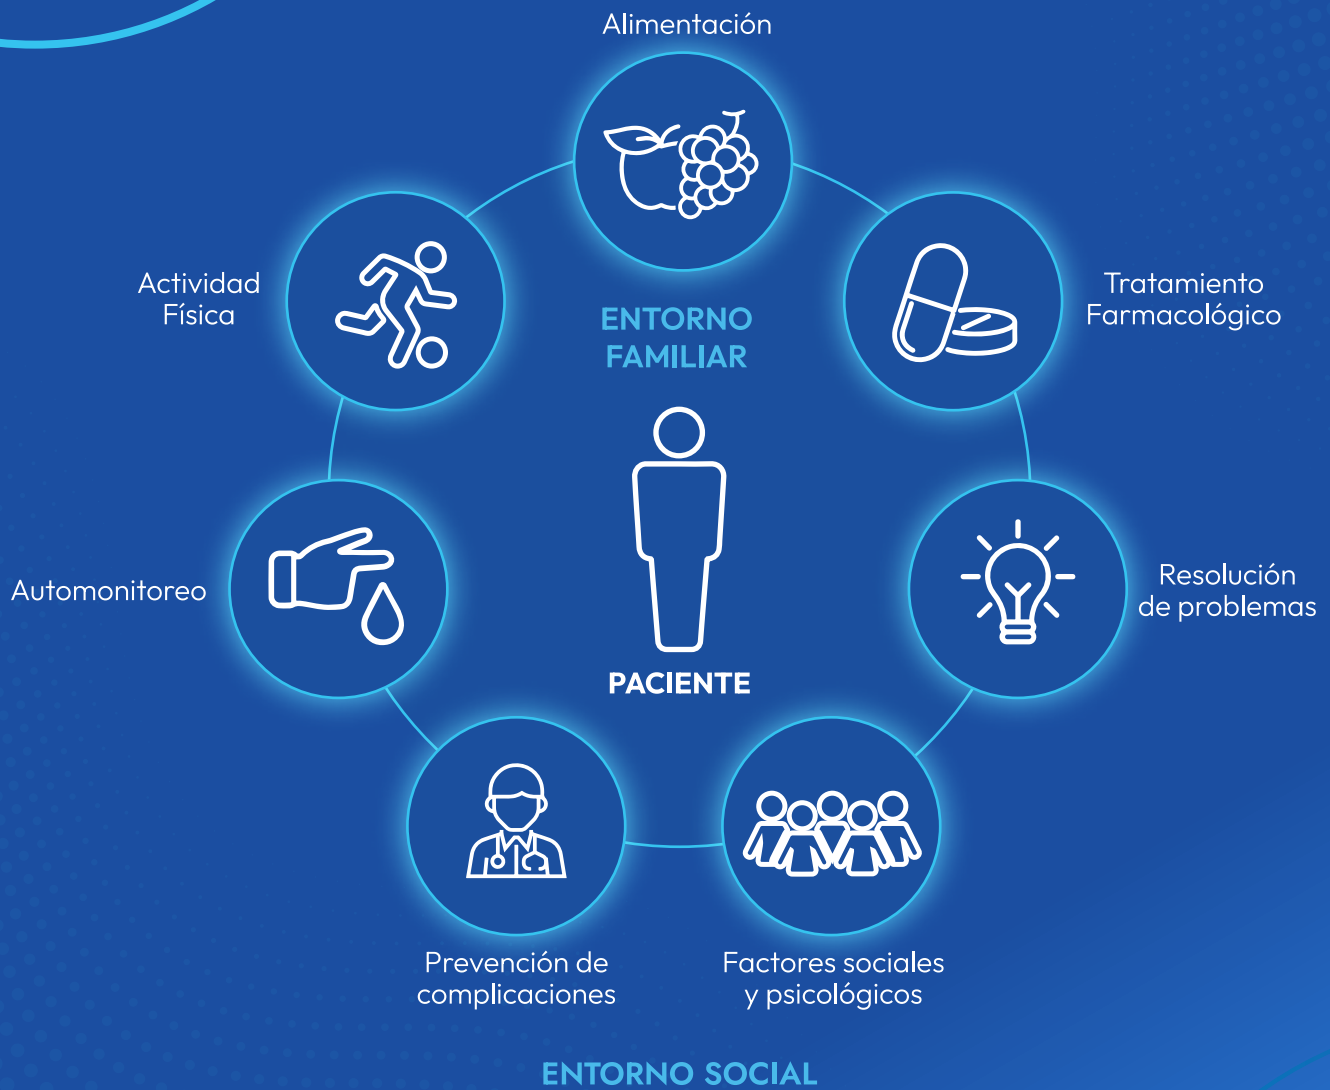 Alimentación
Actividad
Física
Tratamiento
Farmacológico
ENTORNO
FAMILIAR
Automonitoreo
Resolución
de problemas
PACIENTE
Prevención de
complicaciones
Factores sociales
y psicológicos
ENTORNO SOCIAL